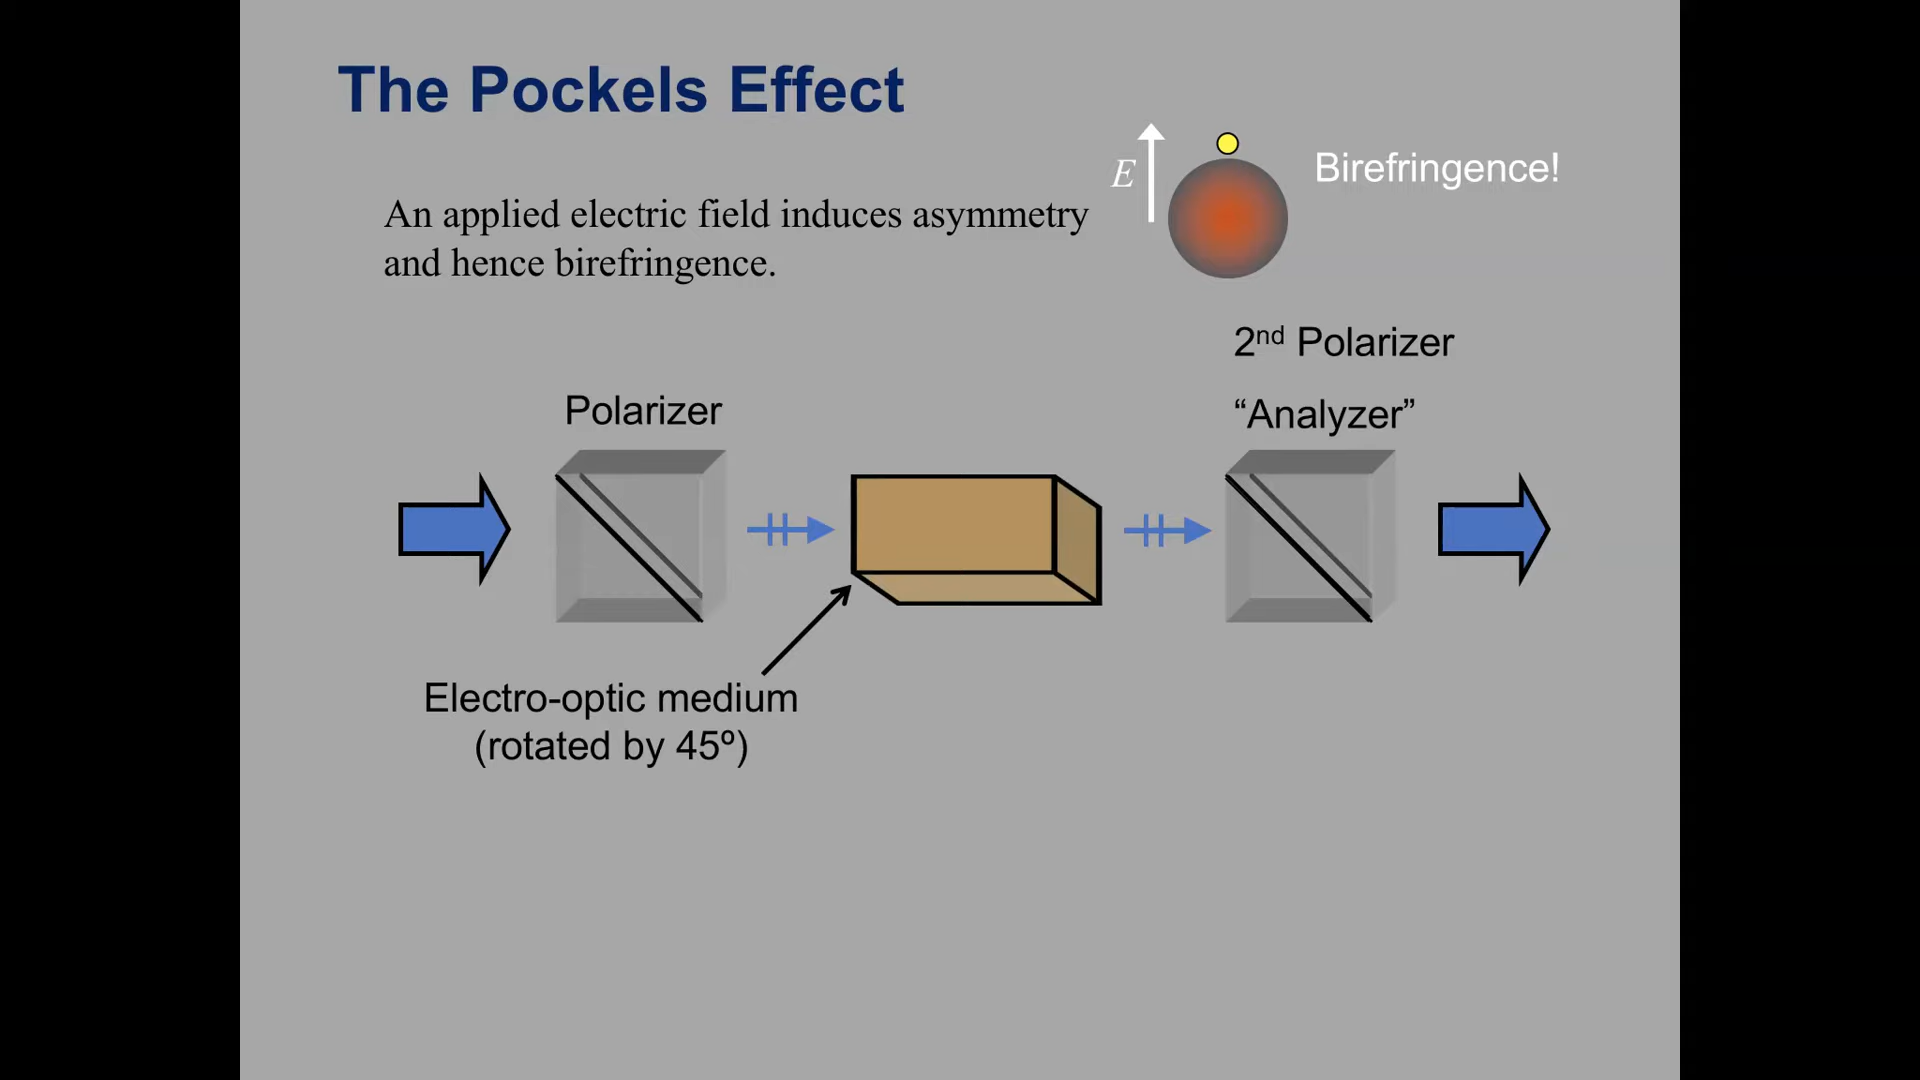 The Pockels Effect
E
Birefringence!
An applied electric field induces asymmetry
and hence birefringence.
2nd Polarizer
Polarizer
“Analyzer”
Electro-optic medium
(rotated by 45º)